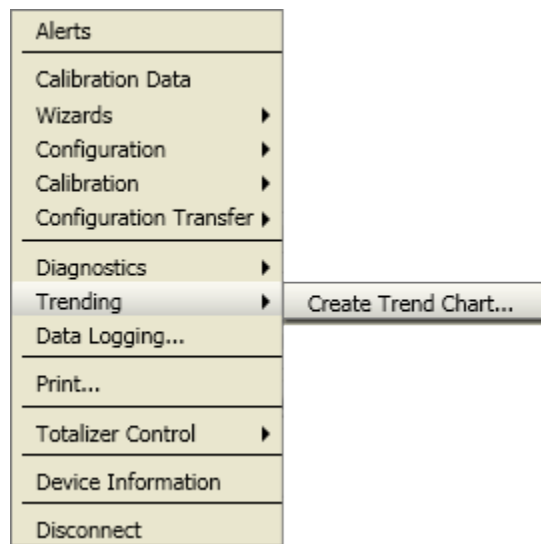 Alerts
Calibration Data
Wizards
Configuration
Calibration
Configuration Transfer
Diagnostics
Trending
Create Trend Chart...
Data Logging...
Print...
Totalizer Control
Device Information
Disconnect